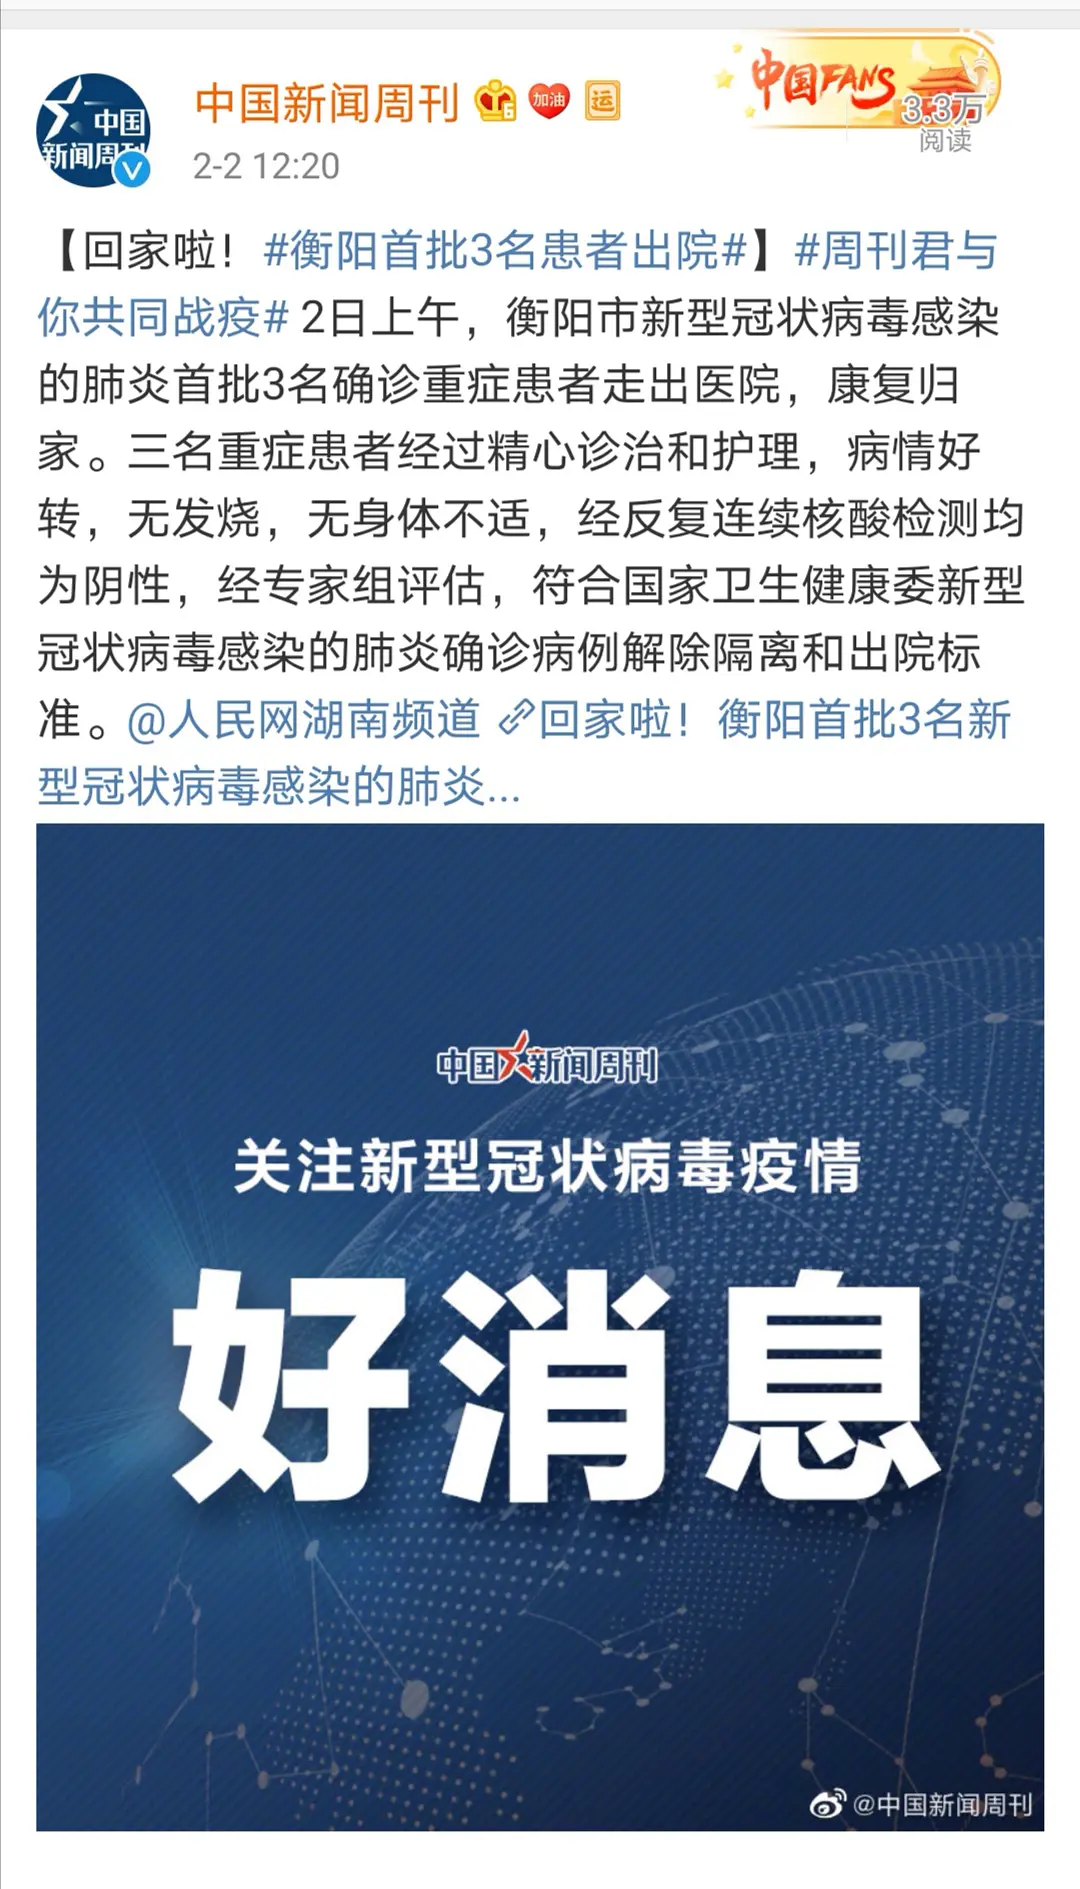 中国
新闻周刊
中国新闻周刊
加油
运
中国FANS
3.3万
阅读
2-2 12:20
【回家啦！#衡阳首批3名患者出院#】#周刊君与
你共同战疫# 2日上午，衡阳市新型冠状病毒感染
的肺炎首批3名确诊重症患者走出医院，康复归
家。三名重症患者经过精心诊治和护理，病情好
转，无发烧，无身体不适，经反复连续核酸检测均
为阴性，经专家组评估，符合国家卫生健康委新型
冠状病毒感染的肺炎确诊病例解除隔离和出院标
准。@人民网湖南频道 回家啦！衡阳首批3名新
型冠状病毒感染的肺炎...
中国新闻周刊
关注新型冠状病毒疫情
好消息
@中国新闻周刊